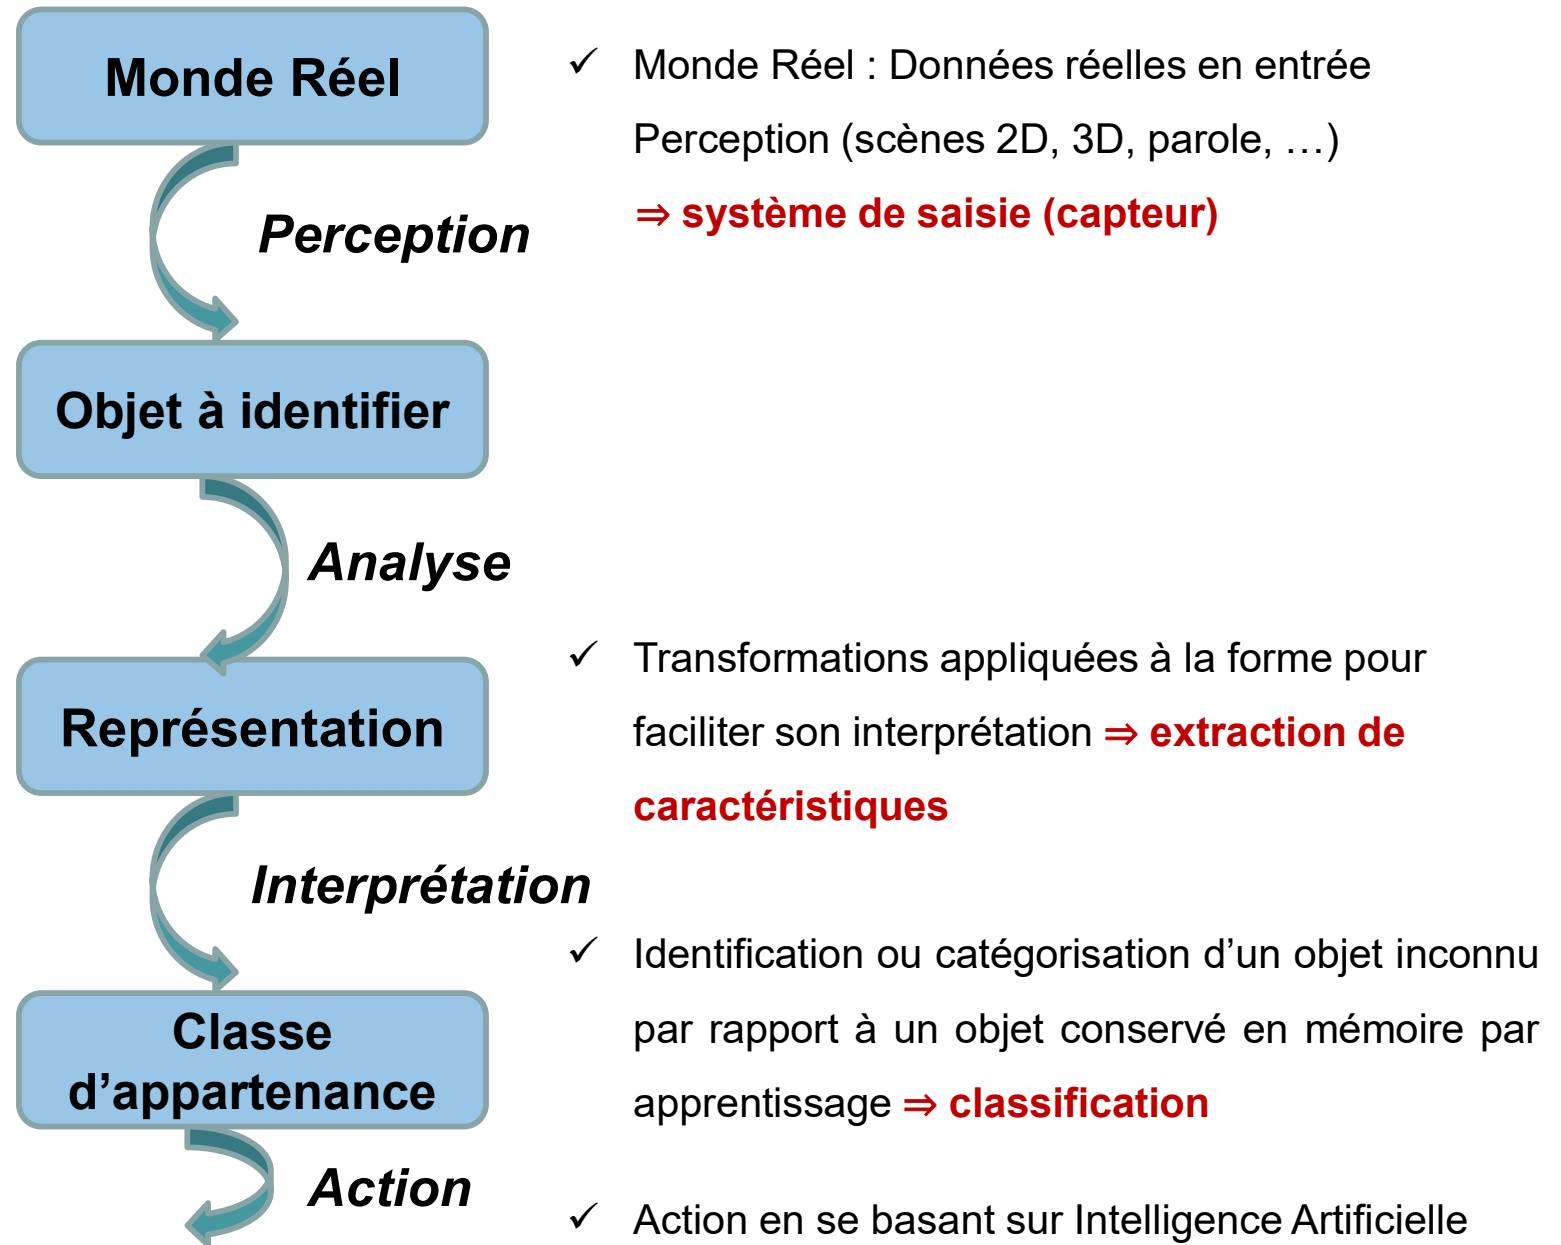 Monde Réel
✓ Monde Réel : Données réelles en entrée
Perception (scènes 2D, 3D, parole, …)
⇒ système de saisie (capteur)
Perception
Objet à identifier
Analyse
Représentation
✓ Transformations appliquées à la forme pour
faciliter son interprétation ⇒ extraction de
caractéristiques
Interprétation
✓ Identification ou catégorisation d’un objet inconnu
par rapport à un objet conservé en mémoire par
apprentissage ⇒ classification
Classe
d’appartenance
Action
✓ Action en se basant sur Intelligence Artificielle